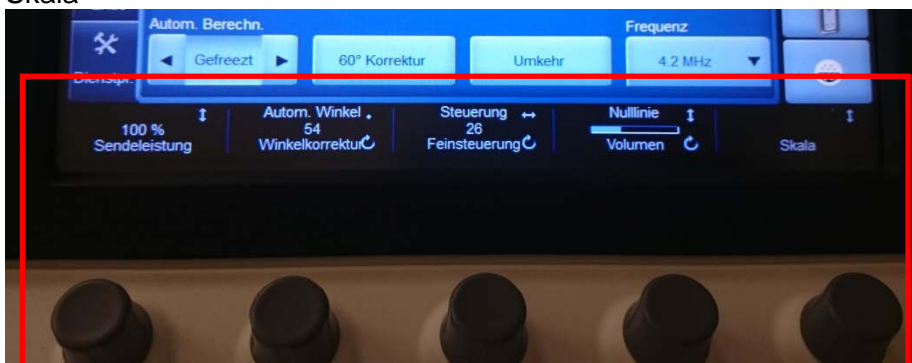 Skala
Autom. Berechn.
Frequenz
Gefreezt
60° Korrektur
Umkehr
4.2 MHz
Dienstpr.
100 %
Sendeleistung
Autom. Winkel
54
Winkelkorrektur
Steuerung
26
Feinsteuerung
Nulllinie
Volumen
Skala